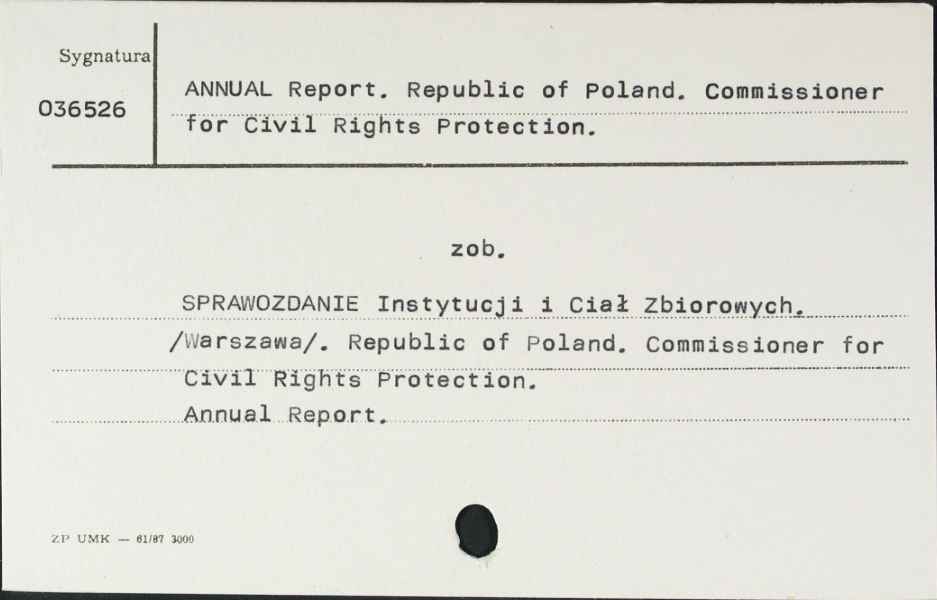 Sygnatura
036526
ANNUAL Report. Republic of Poland. Commissioner
for Civil Rights Protection.
zob.
SPRAWOZDANIE Instytucji i Ciał Zbiorowych.
/Warszawa/. Republic of Poland. Commissioner for
Civil Rights Protection.
Annual Report.
ZP UMK — 61/87 3000